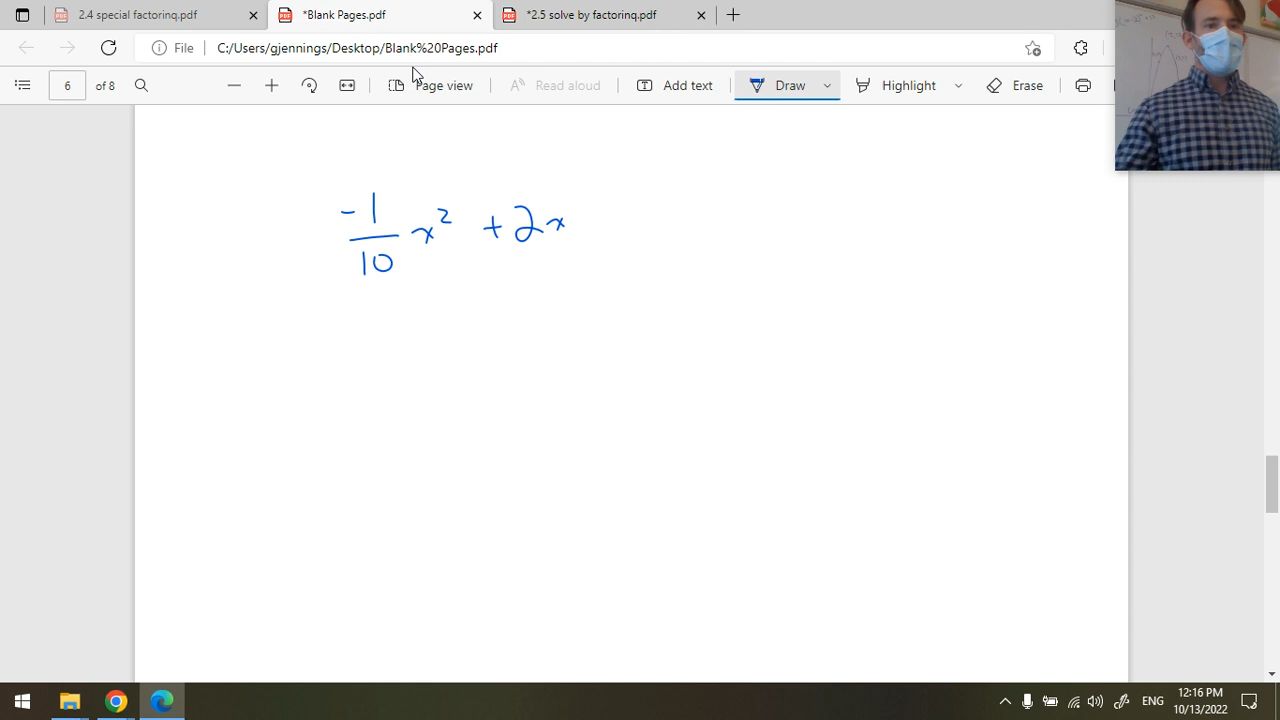 2.4 special factoring.pdf
*Blank Pages.pdf
*2.5 solve by factoring.pdf
File
C:/Users/gjennings/Desktop/Blank%20Pages.pdf
6 of 8
Page view
Read aloud
Add text
Draw
Highlight
Erase
-1/10 x² + 2x
ENG
12:16 PM
10/13/2022